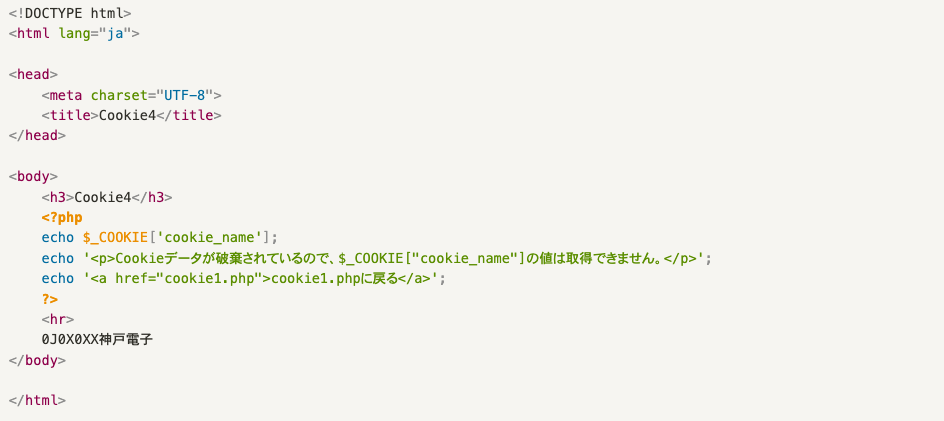 <!DOCTYPE html>
<html lang="ja">
<head>
<meta charset="UTF-8">
<title>Cookie4</title>
</head>
<body>
<h3>Cookie4</h3>
<?php
echo $_COOKIE['cookie_name'];
echo '<p>Cookieデータが破棄されているので、$_COOKIE["cookie_name"]の値は取得できません。</p>';
echo '<a href="cookie1.php">cookie1.phpに戻る</a>';
?>
<hr>
0J0X0XX神戸電子
</body>
</html>